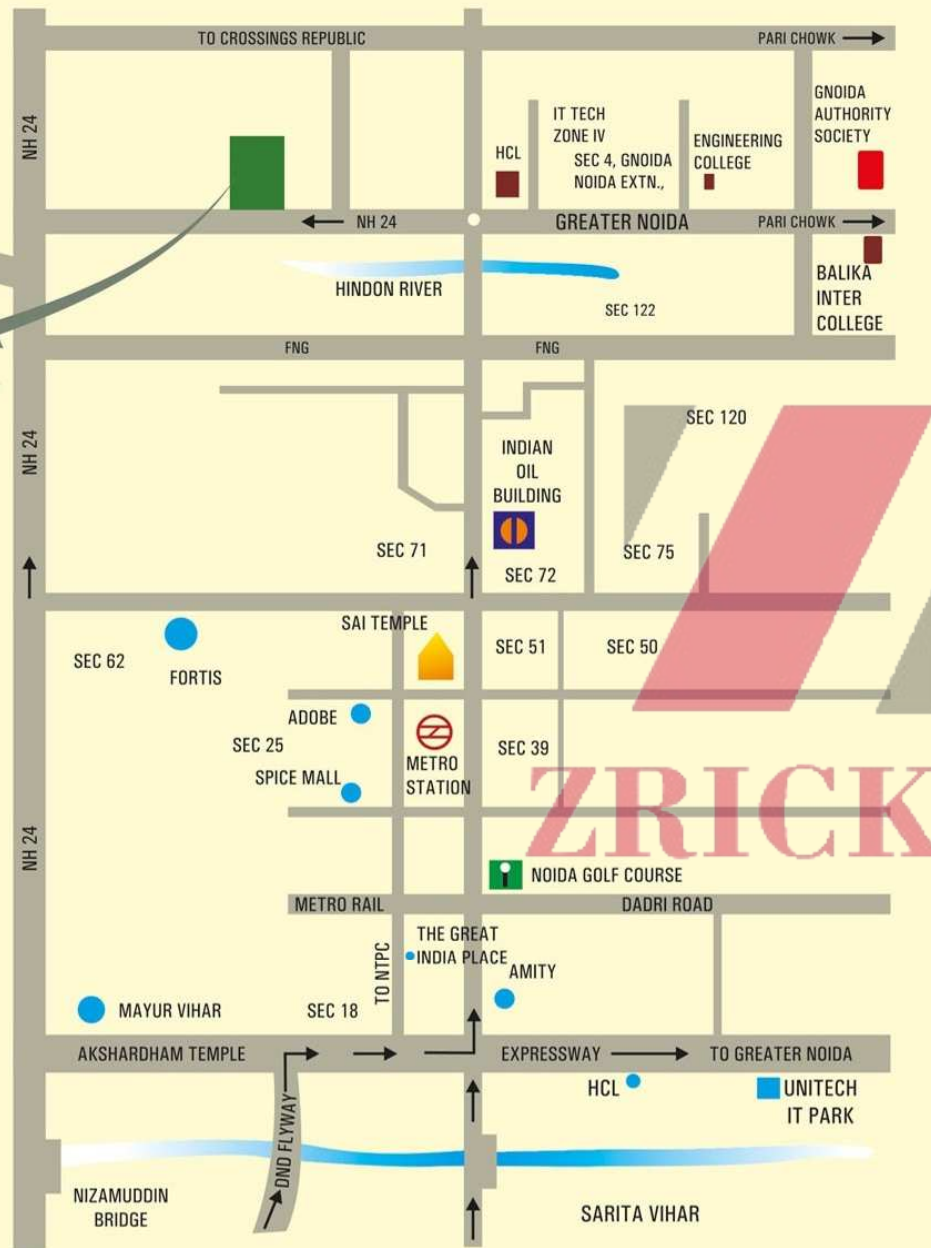 TO CROSSINGS REPUBLIC
PARI CHOWK
NH 24
GNOIDA
AUTHORITY
SOCIETY
IT TECH
ZONE IV
SEC 4, GNOIDA
NOIDA EXTN.,
HCL
ENGINEERING
COLLEGE
NH 24
GREATER NOIDA
PARI CHOWK
HINDON RIVER
BALIKA
INTER
COLLEGE
SEC 122
FNG
FNG
NH 24
SEC 120
INDIAN
OIL
BUILDING
SEC 71
SEC 75
SEC 72
SAI TEMPLE
SEC 51
SEC 50
SEC 62
FORTIS
ADOBE
SEC 25
METRO
STATION
SEC 39
SPICE MALL
ZRICK
NH 24
NOIDA GOLF COURSE
METRO RAIL
DADRI ROAD
THE GREAT
INDIA PLACE
TO NTPC
AMITY
MAYUR VIHAR
SEC 18
AKSHARDHAM TEMPLE
EXPRESSWAY
TO GREATER NOIDA
HCL
UNITECH
IT PARK
DND FLYWAY
NIZAMUDDIN
BRIDGE
SARITA VIHAR